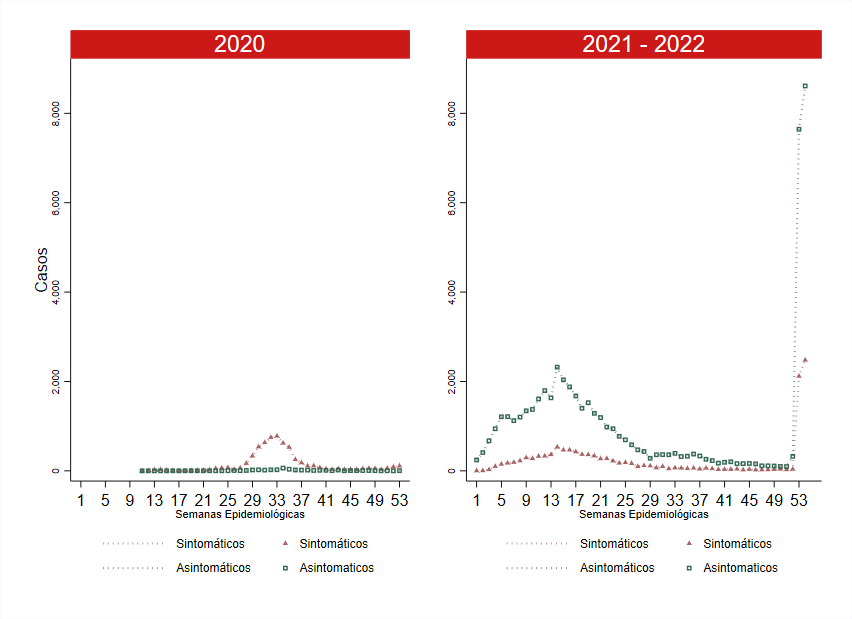 2020
2021 - 2022
Casos
8.000
6.000
4.000
2.000
0
8.000
6.000
4.000
2.000
0
1 5 9 13 17 21 25 29 33 37 41 45 49 53
1 5 9 13 17 21 25 29 33 37 41 45 49 53
Semanas Epidemiológicas
Semanas Epidemiológicas
Sintomáticos Sintomáticos
Asintomáticos Asintomaticos
Sintomáticos Sintomáticos
Asintomáticos Asintomaticos